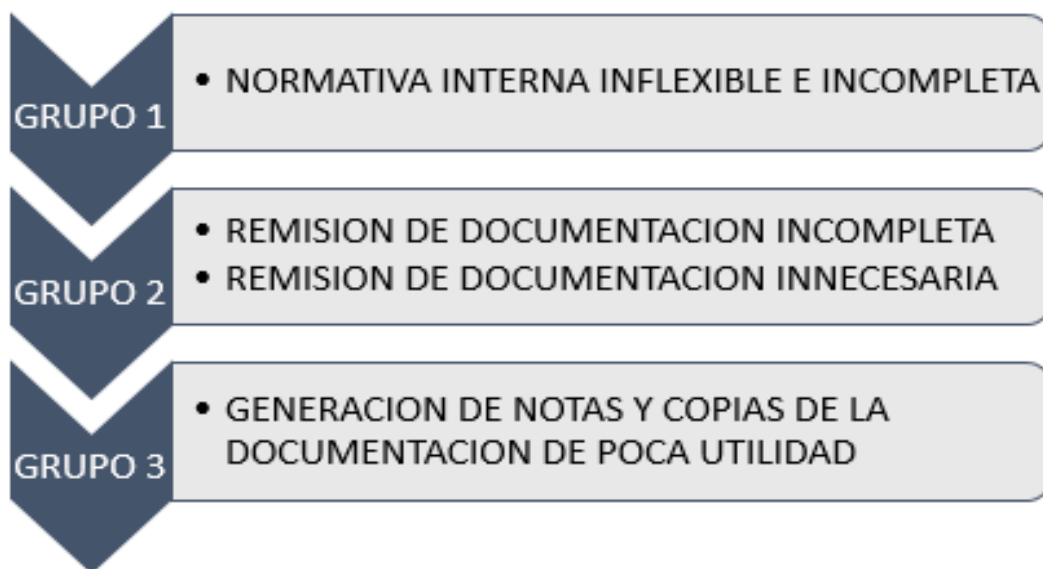 GRUPO 1
• NORMATIVA INTERNA INFLEXIBLE E INCOMPLETA
GRUPO 2
• REMISION DE DOCUMENTACION INCOMPLETA
• REMISION DE DOCUMENTACION INNECESARIA
GRUPO 3
• GENERACION DE NOTAS Y COPIAS DE LA
DOCUMENTACION DE POCA UTILIDAD